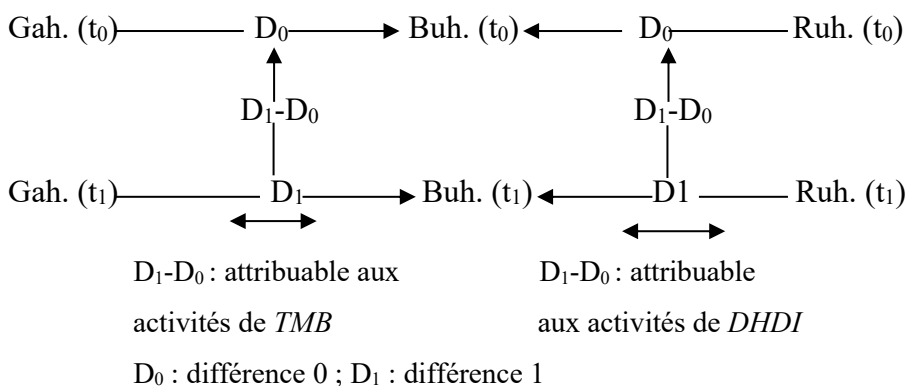 Gah. (t₀) D₀ Buh. (t₀) D₀ Ruh. (t₀)
D₁-D₀ D₁-D₀
Gah. (t₁) D₁ Buh. (t₁) D1 Ruh. (t₁)
D₁-D₀ : attribuable aux D₁-D₀ : attribuable
activités de TMB aux activités de DHDI
D₀ : différence 0 ; D₁ : différence 1